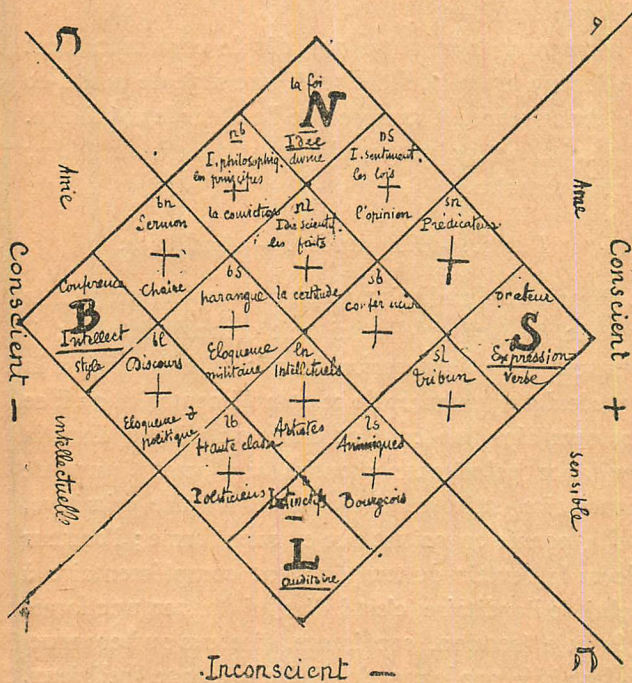 ה
9
la foi
N
Idée
divine
nb
I. philosophiq.
les principes
la conviction
ns
I. sentiment.
les lois
l'opinion
Ame
Ame
bn
Sermon
Chaire
nl
Idée scientif.
les faits
la certitude
sn
Prédicateur
Conscient -
Conscient +
Conférence
B
Intellect
style
bs
harangue
Eloquence
militaire
sb
conférencier
orateur
S
Expression
Verbe
bl
Discours
Eloquence
politique
ln
Intellectuels
Artistes
sl
tribun
intellectuelle
sensible
lb
Haute classe
Politiciens
ls
Animiques
Bourgeois
Instinctifs
L
auditoire
ה
Inconscient -